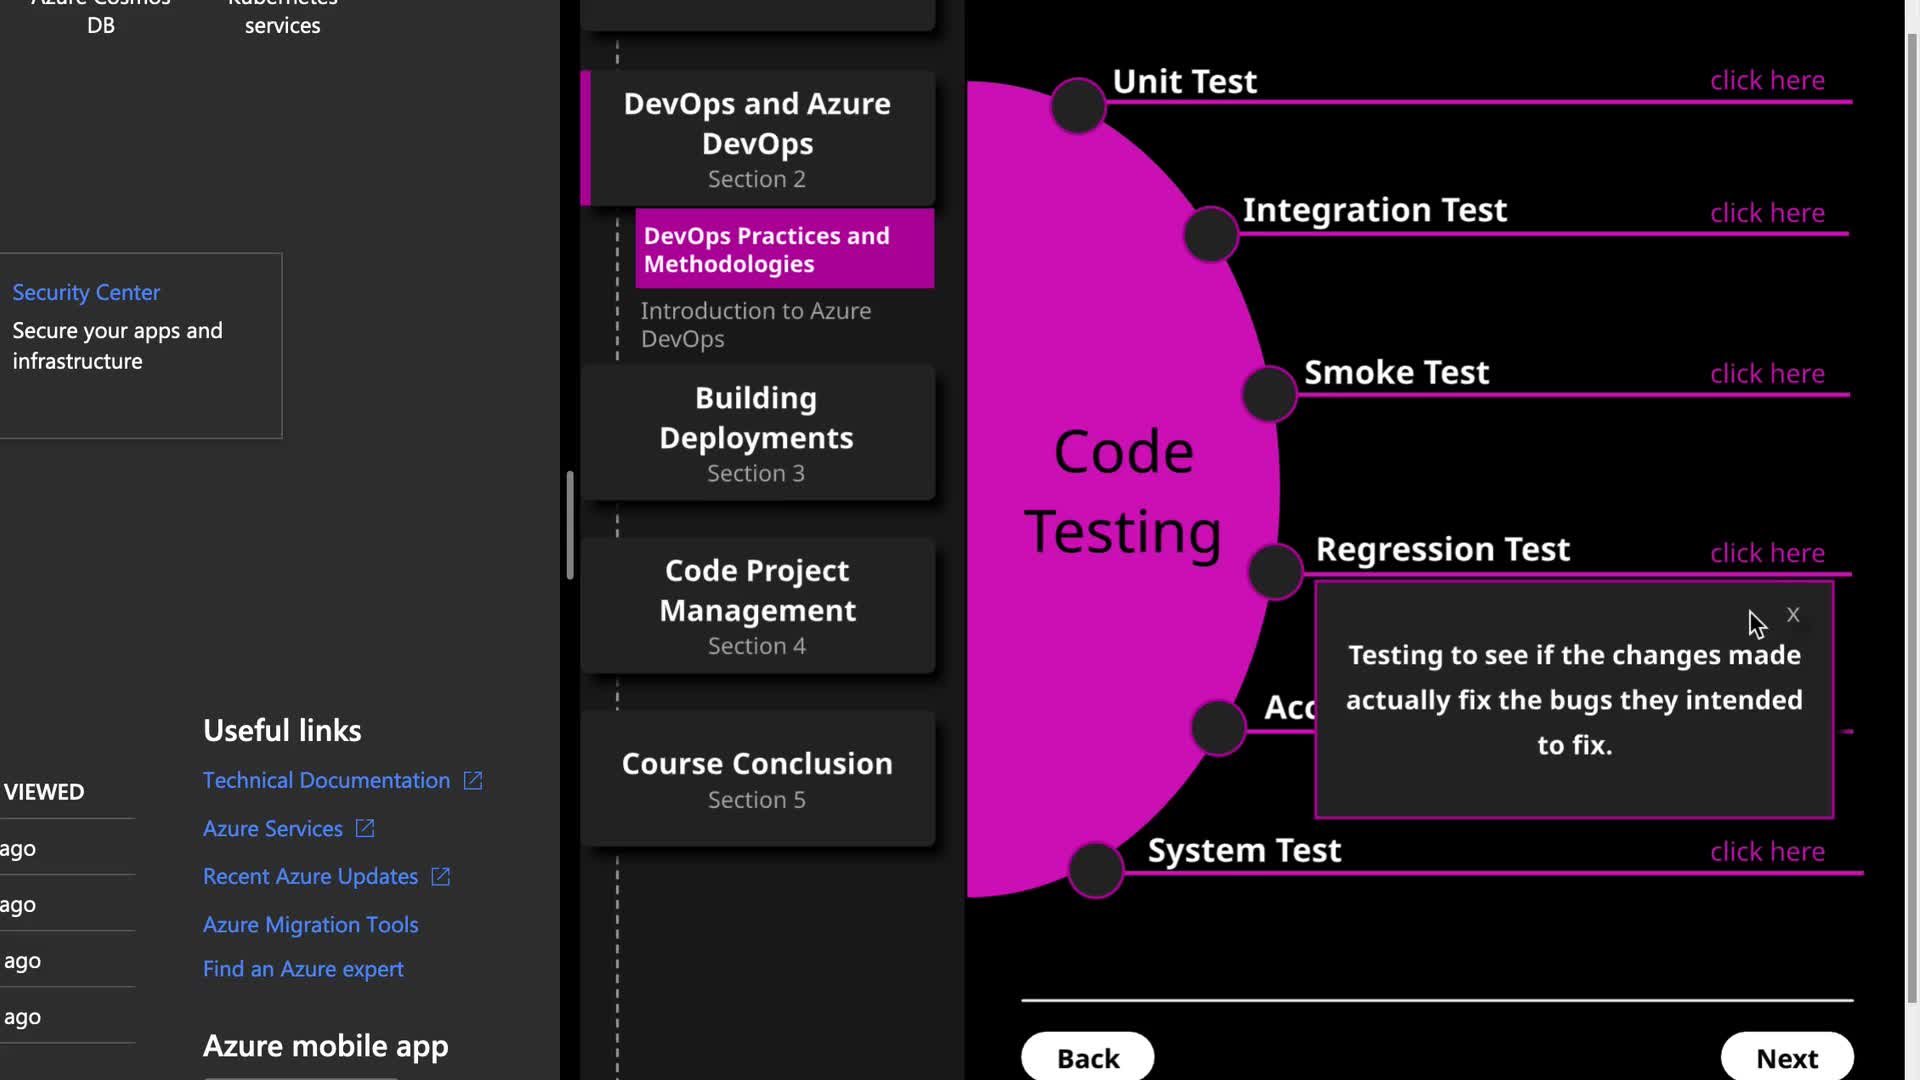 DB
services
Security Center
Secure your apps and
infrastructure
VIEWED
ago
ago
ago
ago
Useful links
Technical Documentation
Azure Services
Recent Azure Updates
Azure Migration Tools
Find an Azure expert
Azure mobile app
DevOps and Azure
DevOps
Section 2
DevOps Practices and
Methodologies
Introduction to Azure
DevOps
Building
Deployments
Section 3
Code Project
Management
Section 4
Course Conclusion
Section 5
Code
Testing
Unit Test click here
Integration Test click here
Smoke Test click here
Regression Test click here
x
Testing to see if the changes made
actually fix the bugs they intended
to fix.
System Test click here
Back
Next